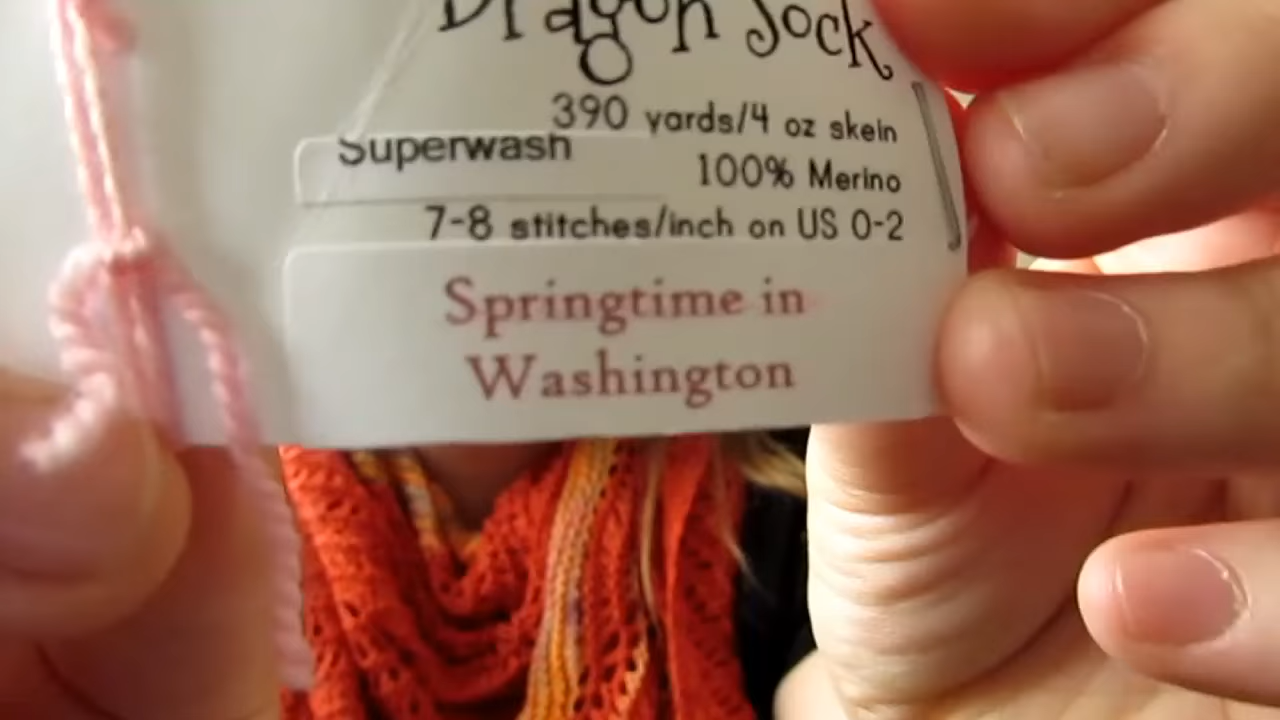 Dragon Sock
390 yards/4 oz skein
Superwash
100% Merino
7-8 stitches/inch on US 0-2
Springtime in
Washington